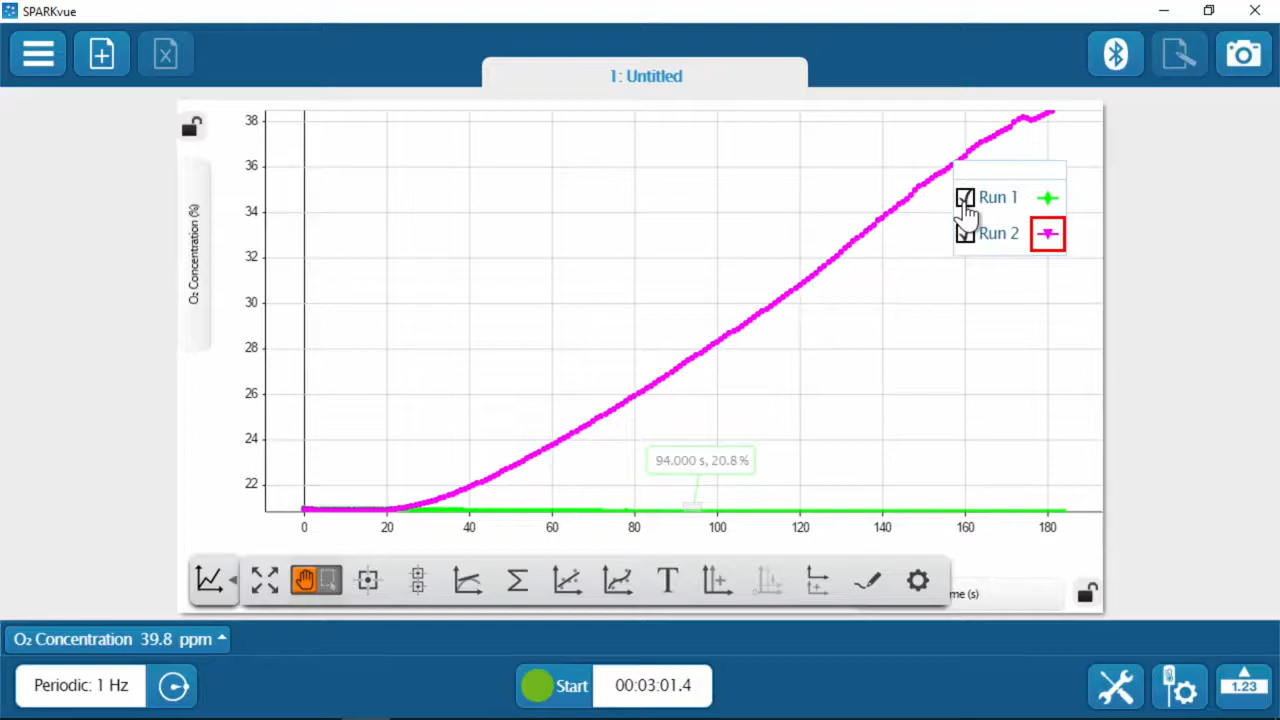 SPARKvue
1: Untitled
38
36
34
32
30
28
26
24
22
O₂ Concentration (%)
Run 1
Run 2
94.000 s, 20.8%
0 20 40 60 80 100 120 140 160 180
Σ
T
me (s)
O₂ Concentration 39.8 ppm
Periodic: 1 Hz
Start
00:03:01.4
1.23